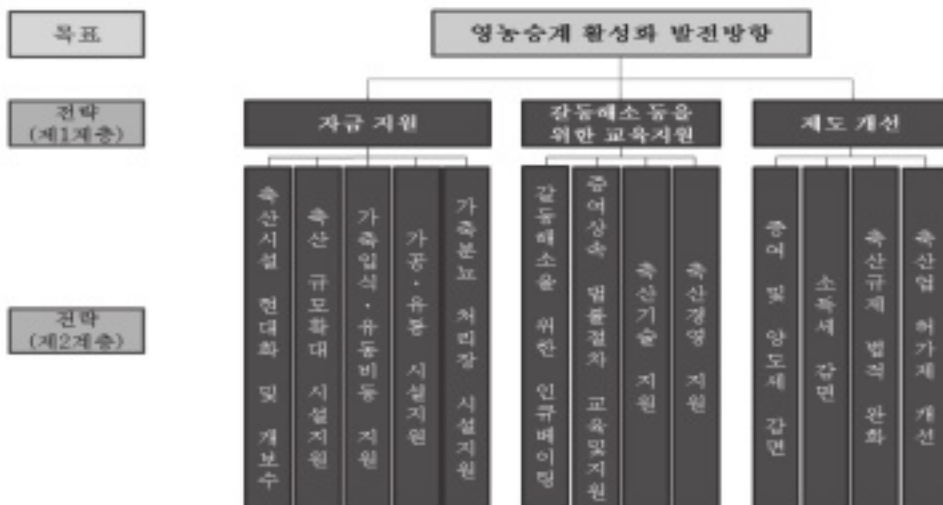 목표
영농승계 활성화 발전방향
전략
(제1계층)
자금 지원
갈등해소 등을
위한 교육지원
제도 개선
전략
(제2계층)
축산시설 현대화 및 개보수
축산 규모확대 시설지원
가축입식·유동비등 지원
가공·유통 시설지원
가축분뇨 처리장 시설지원
갈등해소을 위한 인큐베이팅
증여상속 법률절차 교육및지원
축산기술 지원
축산경영 지원
증여 및 양도세 감면
소득세 감면
축산규제 법적 완화
축산업 허가제 개선